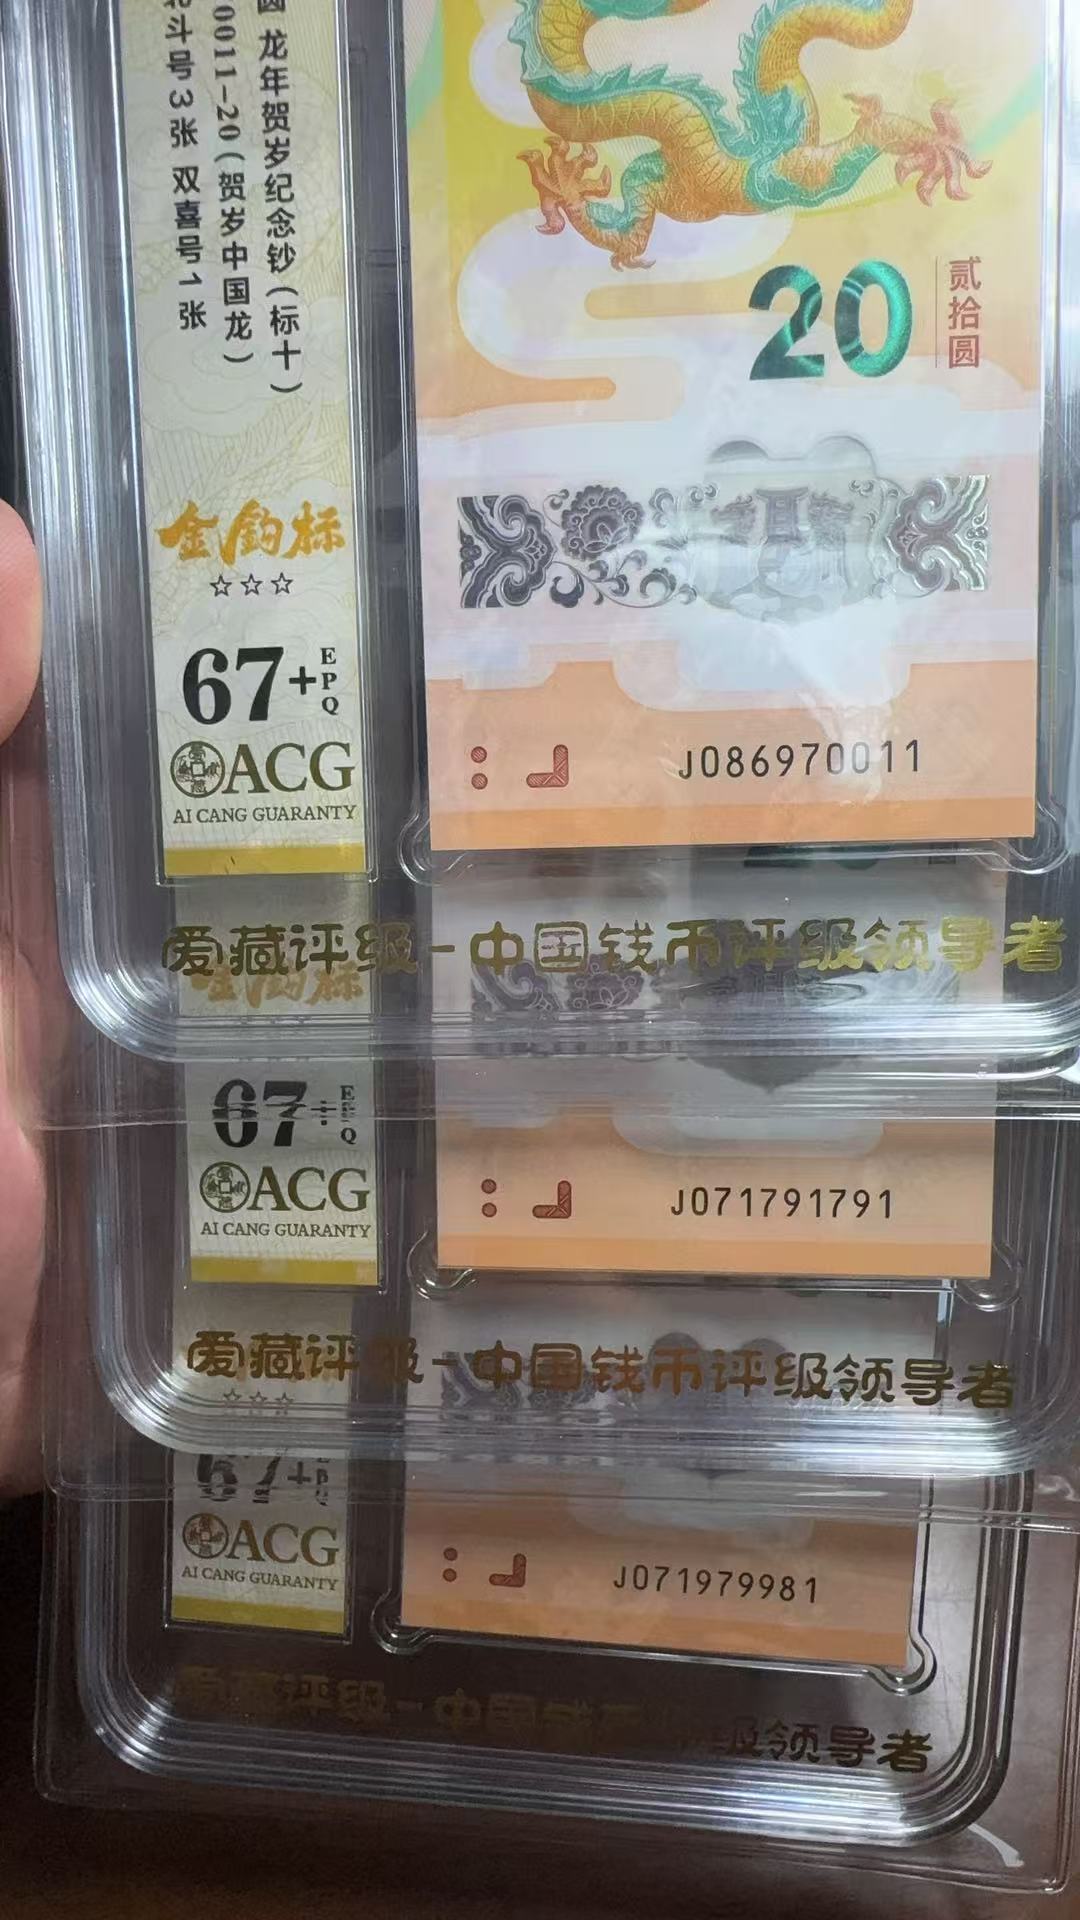 圆 龙年贺岁纪念钞(标十)
0011-20(贺岁中国龙)
北斗号3张 双喜号1张
20
贰拾圆
金钩标
67+
EPQ
ACG
AI CANG GUARANTY
J086970011
爱藏评级-中国钱币评级领导者
67+
EPQ
ACG
AI CANG GUARANTY
J071791791
爱藏评级-中国钱币评级领导者
67+
ACG
AI CANG GUARANTY
J071979981
级领导者